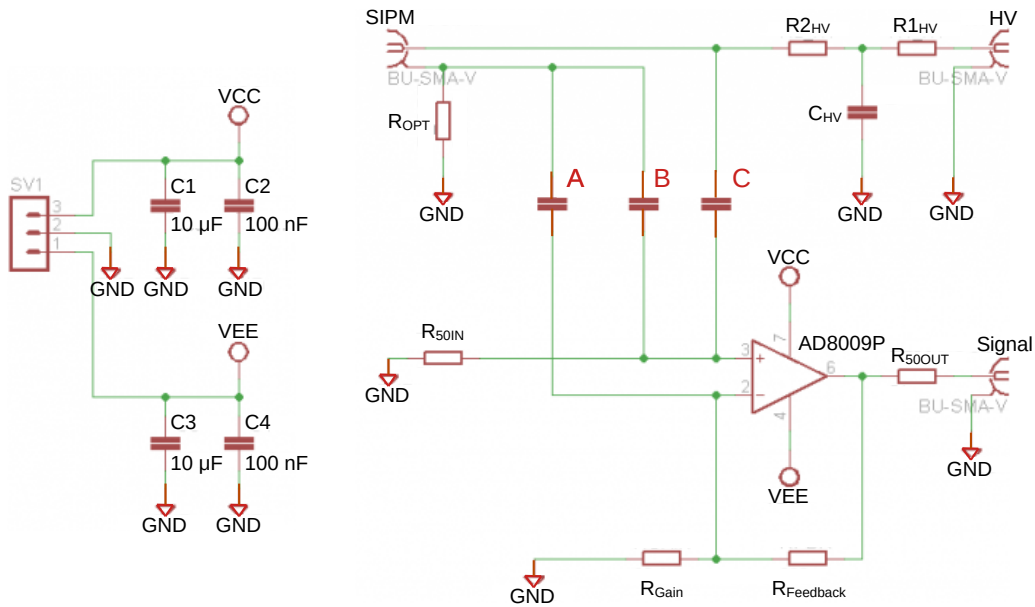 SIPM
R2HV
R1HV
HV
BU-SMA-V
BU-SMA-V
VCC
ROPT
CHV
SV1
C1
C2
A
B
C
3
2
1
10 µF
100 nF
GND
GND
GND
GND
GND
GND
VCC
VEE
R50IN
7
AD8009P
Signal
3
+
6
R50OUT
GND
2
-
4
BU-SMA-V
C3
C4
10 µF
100 nF
GND
VEE
GND
GND
GND
RGain
RFeedback